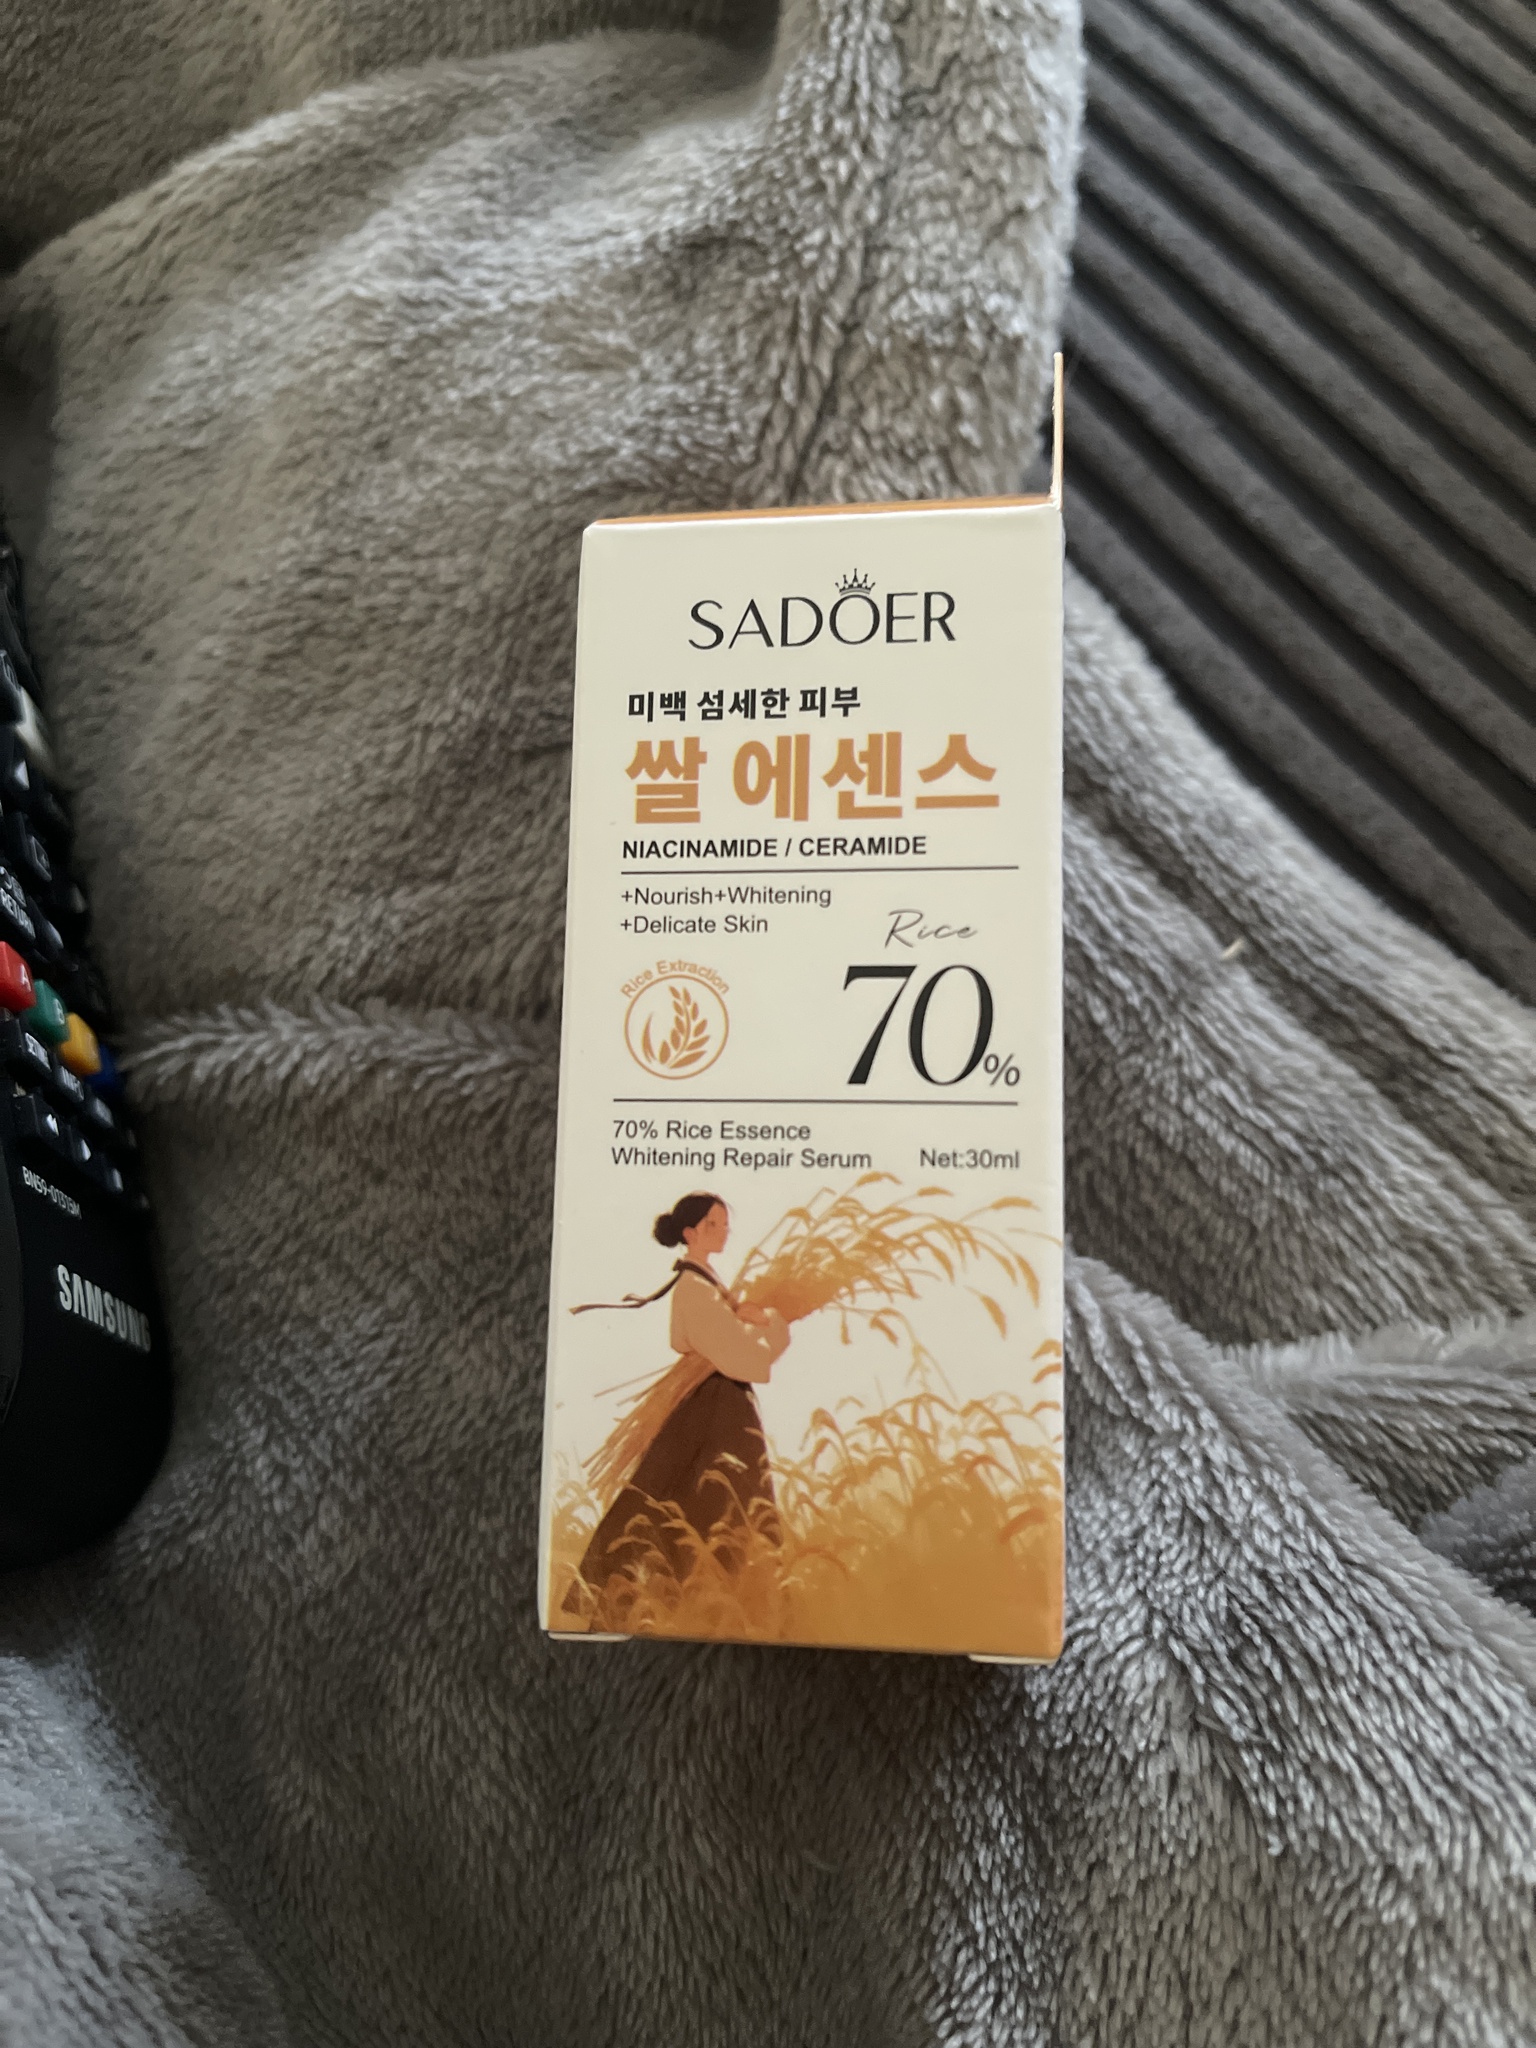 SADOER
미백 섬세한 피부
쌀 에센스
NIACINAMIDE / CERAMIDE
+Nourish+Whitening
+Delicate Skin
Rice
Rice Extraction
70%
70% Rice Essence
Whitening Repair Serum Net:30ml
A
B
SAMSUNG